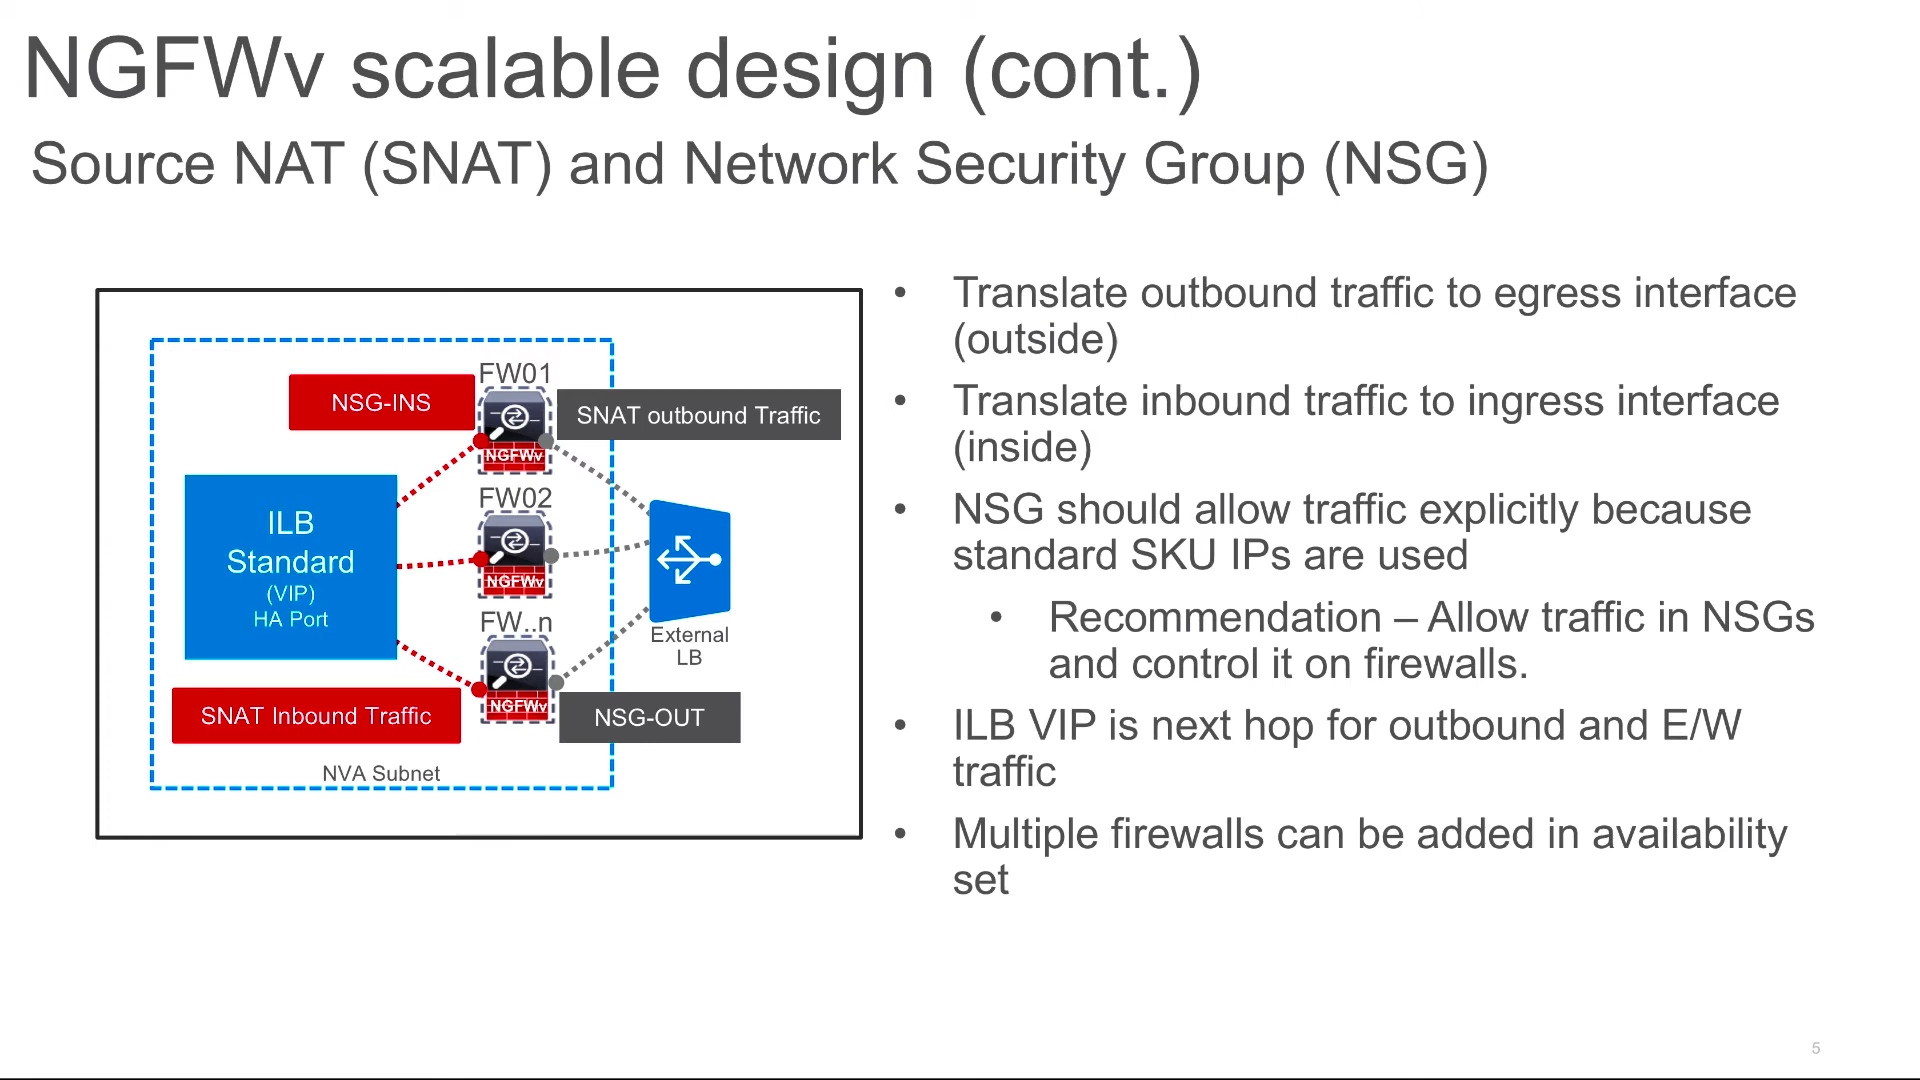 NGFWv scalable design (cont.)
Source NAT (SNAT) and Network Security Group (NSG)
FW01
NSG-INS
SNAT outbound Traffic
NGFWv
FW02
ILB
Standard
(VIP)
HA Port
NGFWv
FW..n
External
LB
NGFWv
SNAT Inbound Traffic
NSG-OUT
NVA Subnet
• Translate outbound traffic to egress interface
(outside)
• Translate inbound traffic to ingress interface
(inside)
• NSG should allow traffic explicitly because
standard SKU IPs are used
• Recommendation – Allow traffic in NSGs
and control it on firewalls.
• ILB VIP is next hop for outbound and E/W
traffic
• Multiple firewalls can be added in availability
set
5